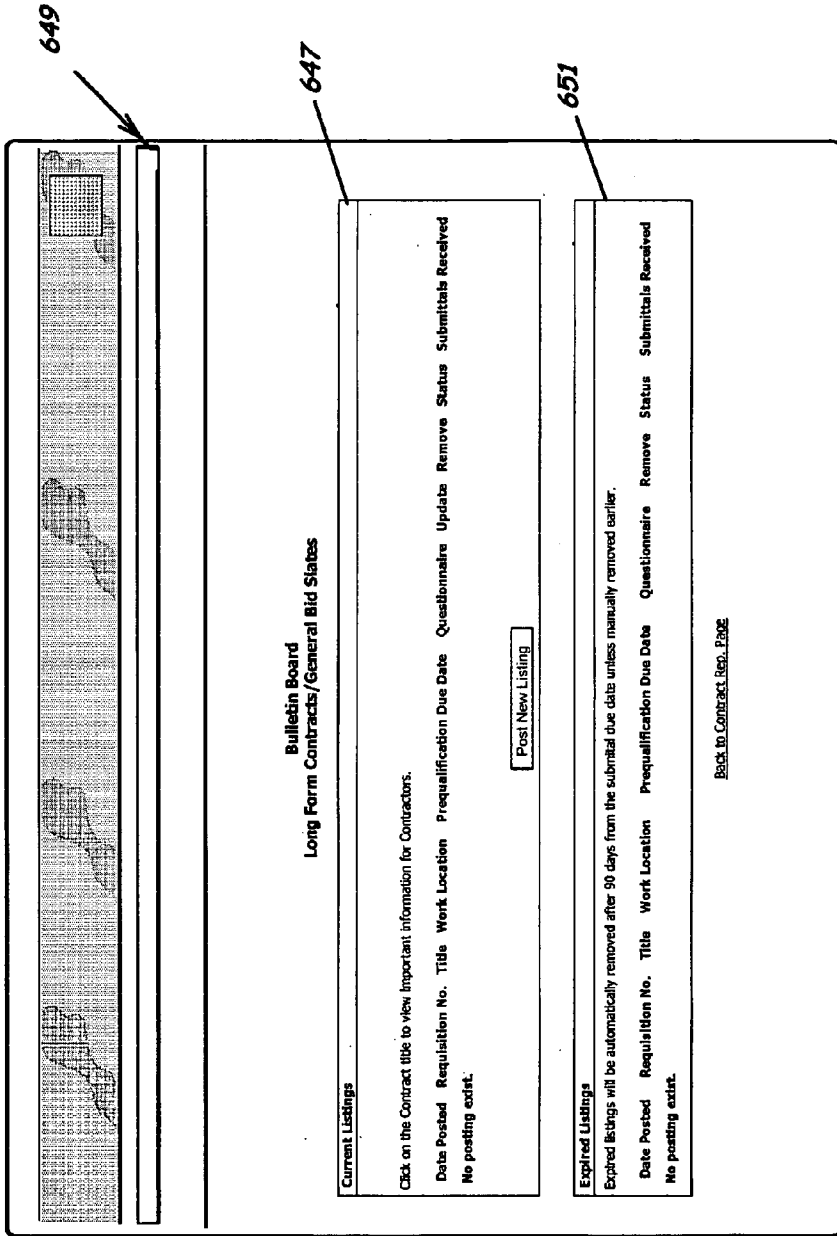 649
Bulletin Board
Long Form Contracts/General Bid Slates
647
Current Listings
Click on the Contract title to view important information for Contractors.
Date Posted Requisition No. Title Work Location Prequalification Due Date Questionnaire Update Remove Status Submittals Received
No posting exist.
Post New Listing
651
Expired Listings
Expired listings will be automatically removed after 90 days from the submittal due date unless manually removed earlier.
Date Posted Requisition No. Title Work Location Prequalification Due Date Questionnaire Remove Status Submittals Received
No posting exist.
Back to Contract Rep. Page